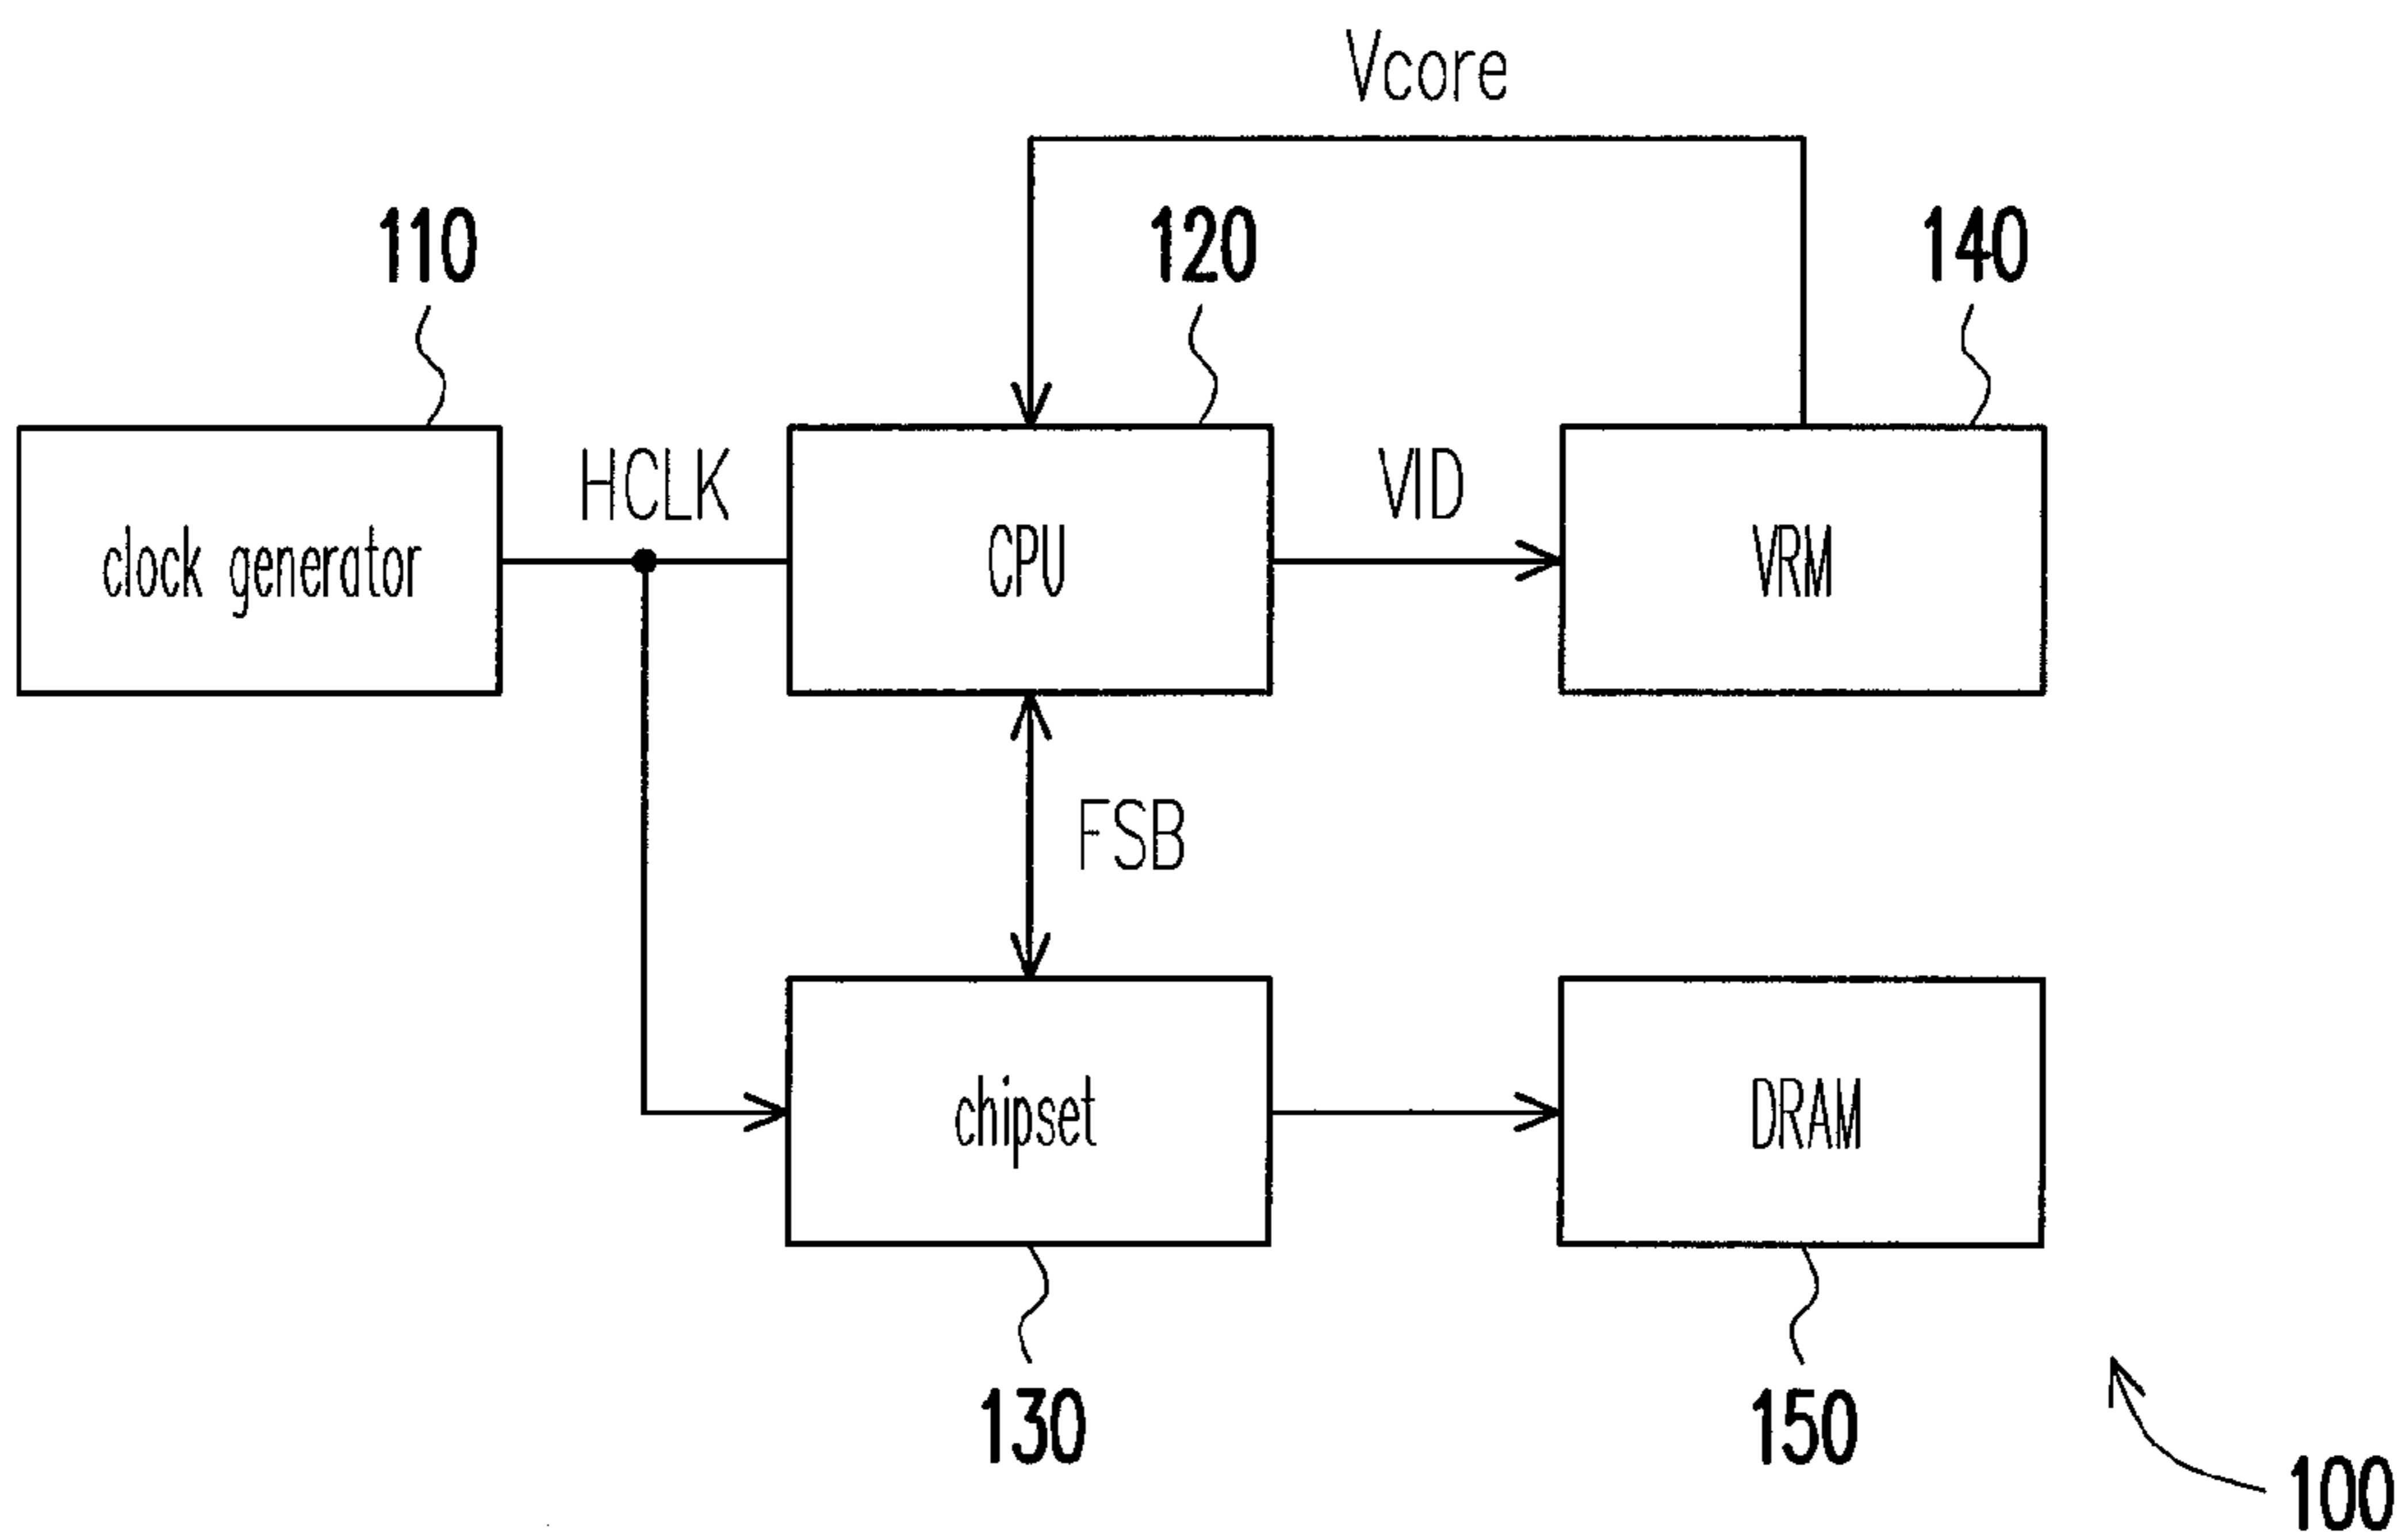 Vcore
110
120
140
HCLK
VID
clock generator
CPU
VRM
FSB
chipset
DRAM
130
150
100